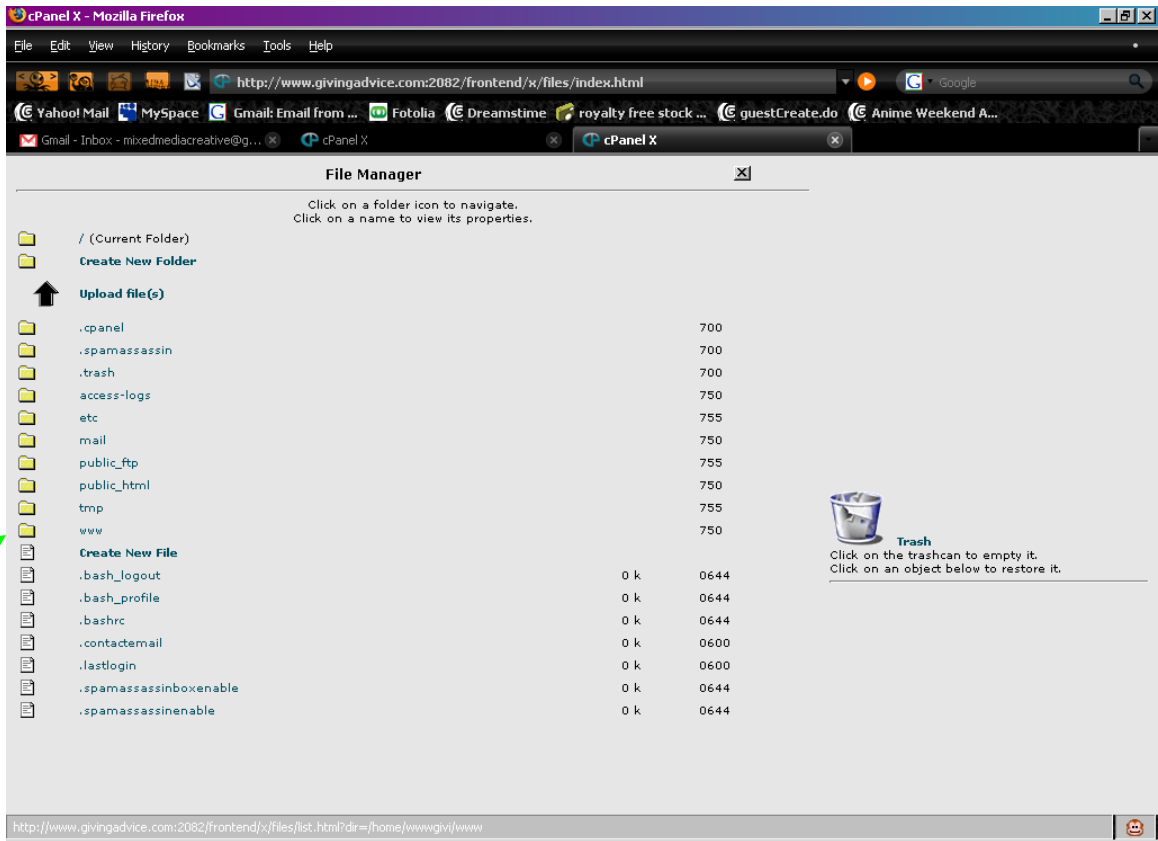 cPanel X - Mozilla Firefox
File Edit View History Bookmarks Tools Help
http://www.givingadvice.com:2082/frontend/x/files/index.html G Google
Yahoo! Mail MySpace G Gmail: Email from ... Fotolia Dreamstime royalty free stock ... guestCreate.do Anime Weekend A...
Gmail - Inbox - mixedmediacreative@g... cPanel X cPanel X
File Manager
Click on a folder icon to navigate.
Click on a name to view its properties.
/ (Current Folder)
Create New Folder
Upload file(s)
.cpanel 700
.spamassassin 700
.trash 700
access-logs 750
etc 755
mail 750
public_ftp 755
public_html 750
tmp 755
www 750
Trash
Click on the trashcan to empty it.
Click on an object below to restore it.
Create New File
.bash_logout 0 k 0644
.bash_profile 0 k 0644
.bashrc 0 k 0644
.contactemail 0 k 0600
.lastlogin 0 k 0600
.spamassassinboxenable 0 k 0644
.spamassassinenable 0 k 0644
http://www.givingadvice.com:2082/frontend/x/files/list.html?dir=/home/wwwgivi/www